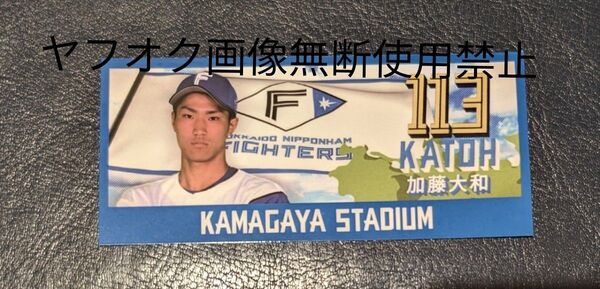 ヤフオク画像無断使用禁止
F
F
HOKKAIDO NIPPONHAM
FIGHTERS
113
KATOH
加藤大和
KAMAGAYA STADIUM